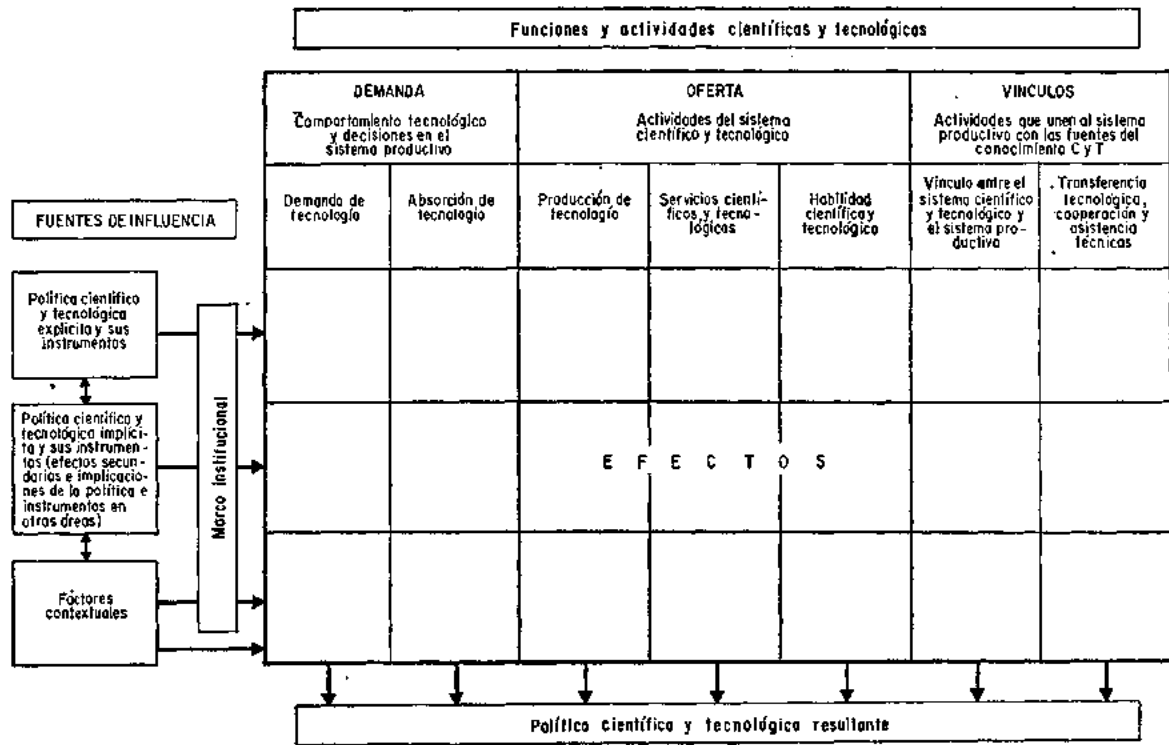 Funciones y actividades científicas y tecnológicas
DEMANDA
Comportamiento tecnológico
y decisiones en el
sistema productivo
OFERTA
Actividades del sistema
científico y tecnológico
VINCULOS
Actividades que unen al sistema
productivo con las fuentes del
conocimiento C y T
Demanda de
tecnología
Absorción de
tecnología
Producción de
tecnología
Servicios cientí-
ficos y tecno-
lógicos
Habilidad
científica y
tecnológica
Vínculo entre el
sistema científico
y tecnológico y
el sistema pro-
ductivo
Transferencia
tecnológica,
cooperación y
asistencia
técnicas
FUENTES DE INFLUENCIA
Política científica
y tecnológica
explícita y sus
instrumentos
Política científica y
tecnológica implíci-
ta y sus instrumen-
tos (efectos secun-
darios e implicacio-
nes de la política e
instrumentos en
otras áreas)
Factores
contextuales
Marco institucional
EFECTOS
Política científica y tecnológica resultante